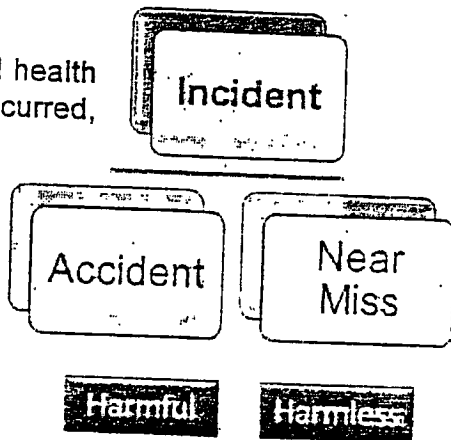 health
curred,
Incident
Accident
Near
Miss
Harmful
Harmless